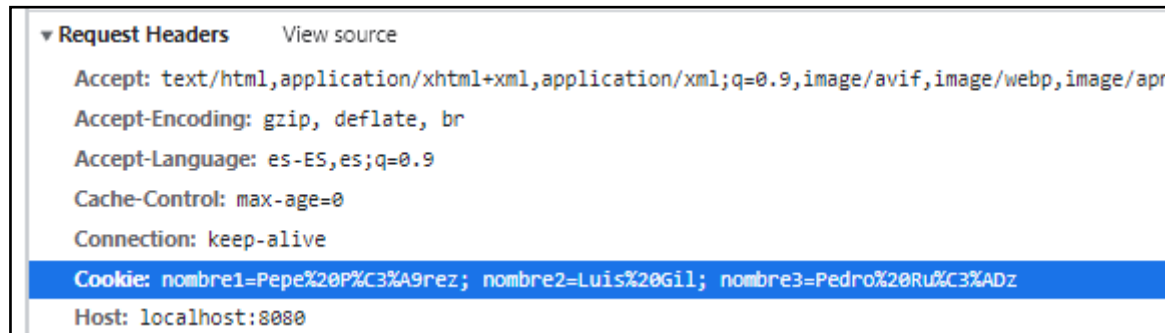 ▾ Request Headers View source
Accept: text/html,application/xhtml+xml,application/xml;q=0.9,image/avif,image/webp,image/apn
Accept-Encoding: gzip, deflate, br
Accept-Language: es-ES,es;q=0.9
Cache-Control: max-age=0
Connection: keep-alive
Cookie: nombre1=Pepe%20P%C3%A9rez; nombre2=Luis%20Gil; nombre3=Pedro%20Ru%C3%ADz
Host: localhost:8080